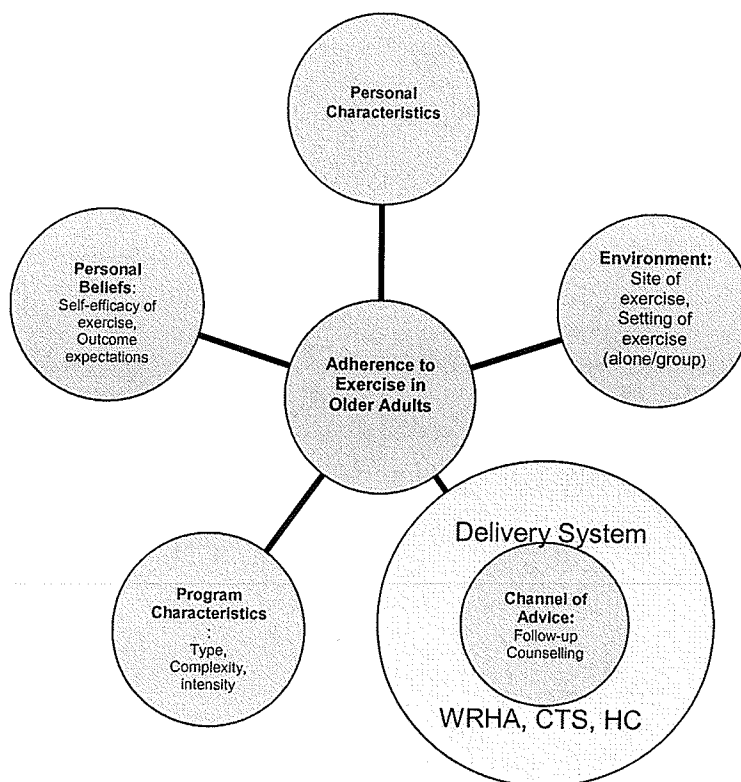 Personal
Characteristics
Personal
Beliefs:
Self-efficacy of
exercise,
Outcome
expectations
Environment:
Site of
exercise,
Setting of
exercise
(alone/group)
Adherence to
Exercise in
Older Adults
Program
Characteristics
:
Type,
Complexity,
intensity
Delivery System
Channel of
Advice:
Follow-up
Counselling
WRHA, CTS, HC